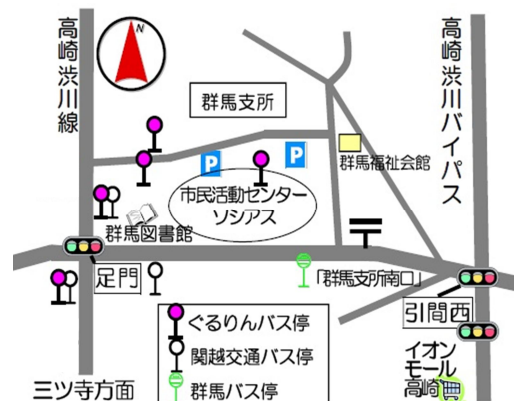 N
高崎渋川線
群馬支所
高崎渋川バイパス
P
P
群馬福祉会館
市民活動センター
ソシアス
群馬図書館
足門
「群馬支所南口」
引間西
ぐるりんバス停
関越交通バス停
群馬バス停
イオン
モール
高崎
三ツ寺方面